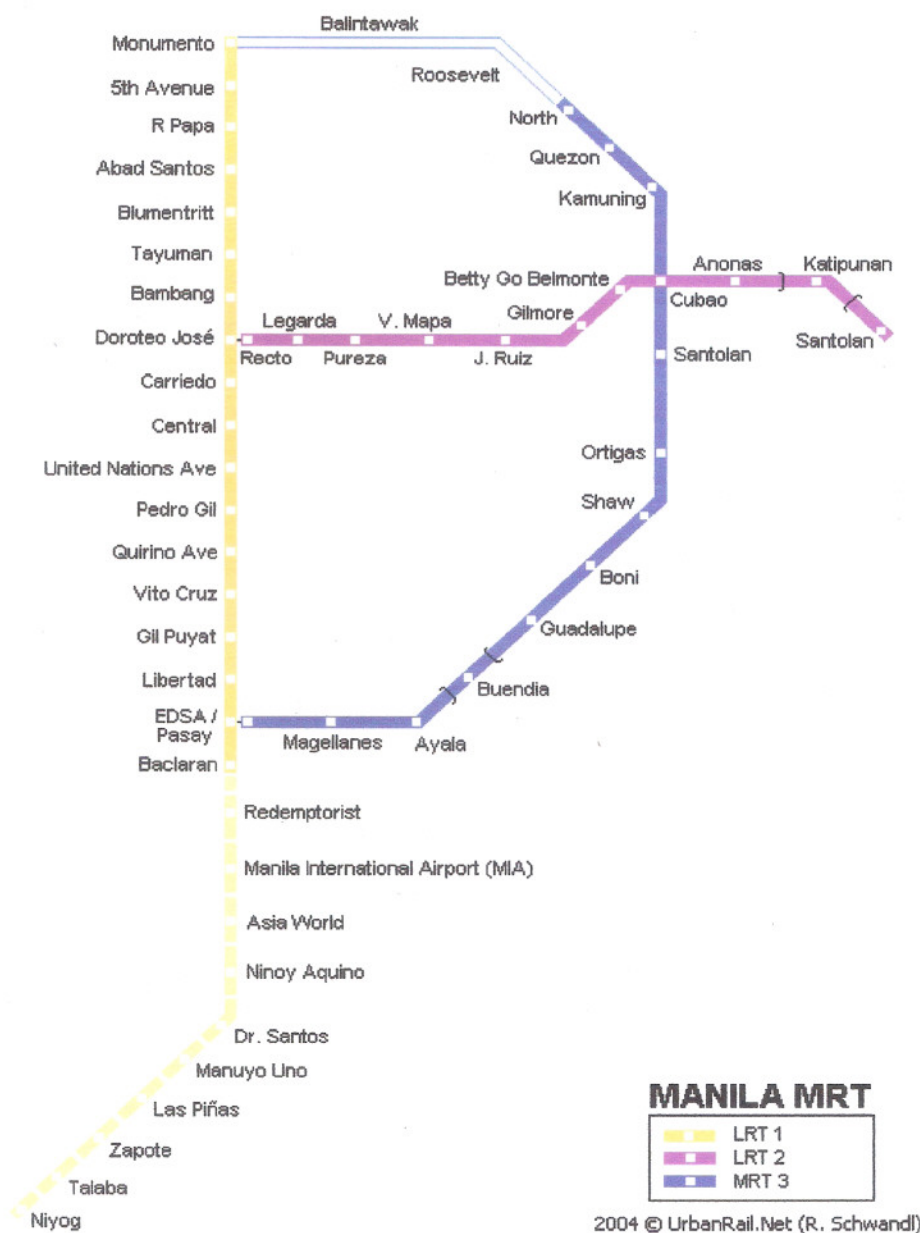 Balintawak
Monumento
Roosevelt
5th Avenue
North
R Papa
Quezon
Abad Santos
Kamuning
Blumentritt
Tayuman
Anonas
Katipunan
Betty Go Belmonte
Bambang
Cubao
Gilmore
Legarda
V. Mapa
Doroteo José
Santolan
Recto
Pureza
J. Ruiz
Santolan
Carriedo
Central
Ortigas
United Nations Ave
Shaw
Pedro Gil
Quirino Ave
Boni
Vito Cruz
Guadalupe
Gil Puyat
Libertad
Buendia
EDSA /
Pasay
Magellanes
Ayala
Baclaran
Redemptorist
Manila International Airport (MIA)
Asia World
Ninoy Aquino
Dr. Santos
Manuyo Uno
Las Piñas
Zapote
Talaba
Niyog
MANILA MRT
LRT 1
LRT 2
MRT 3
2004 © UrbanRail.Net (R. Schwandl)